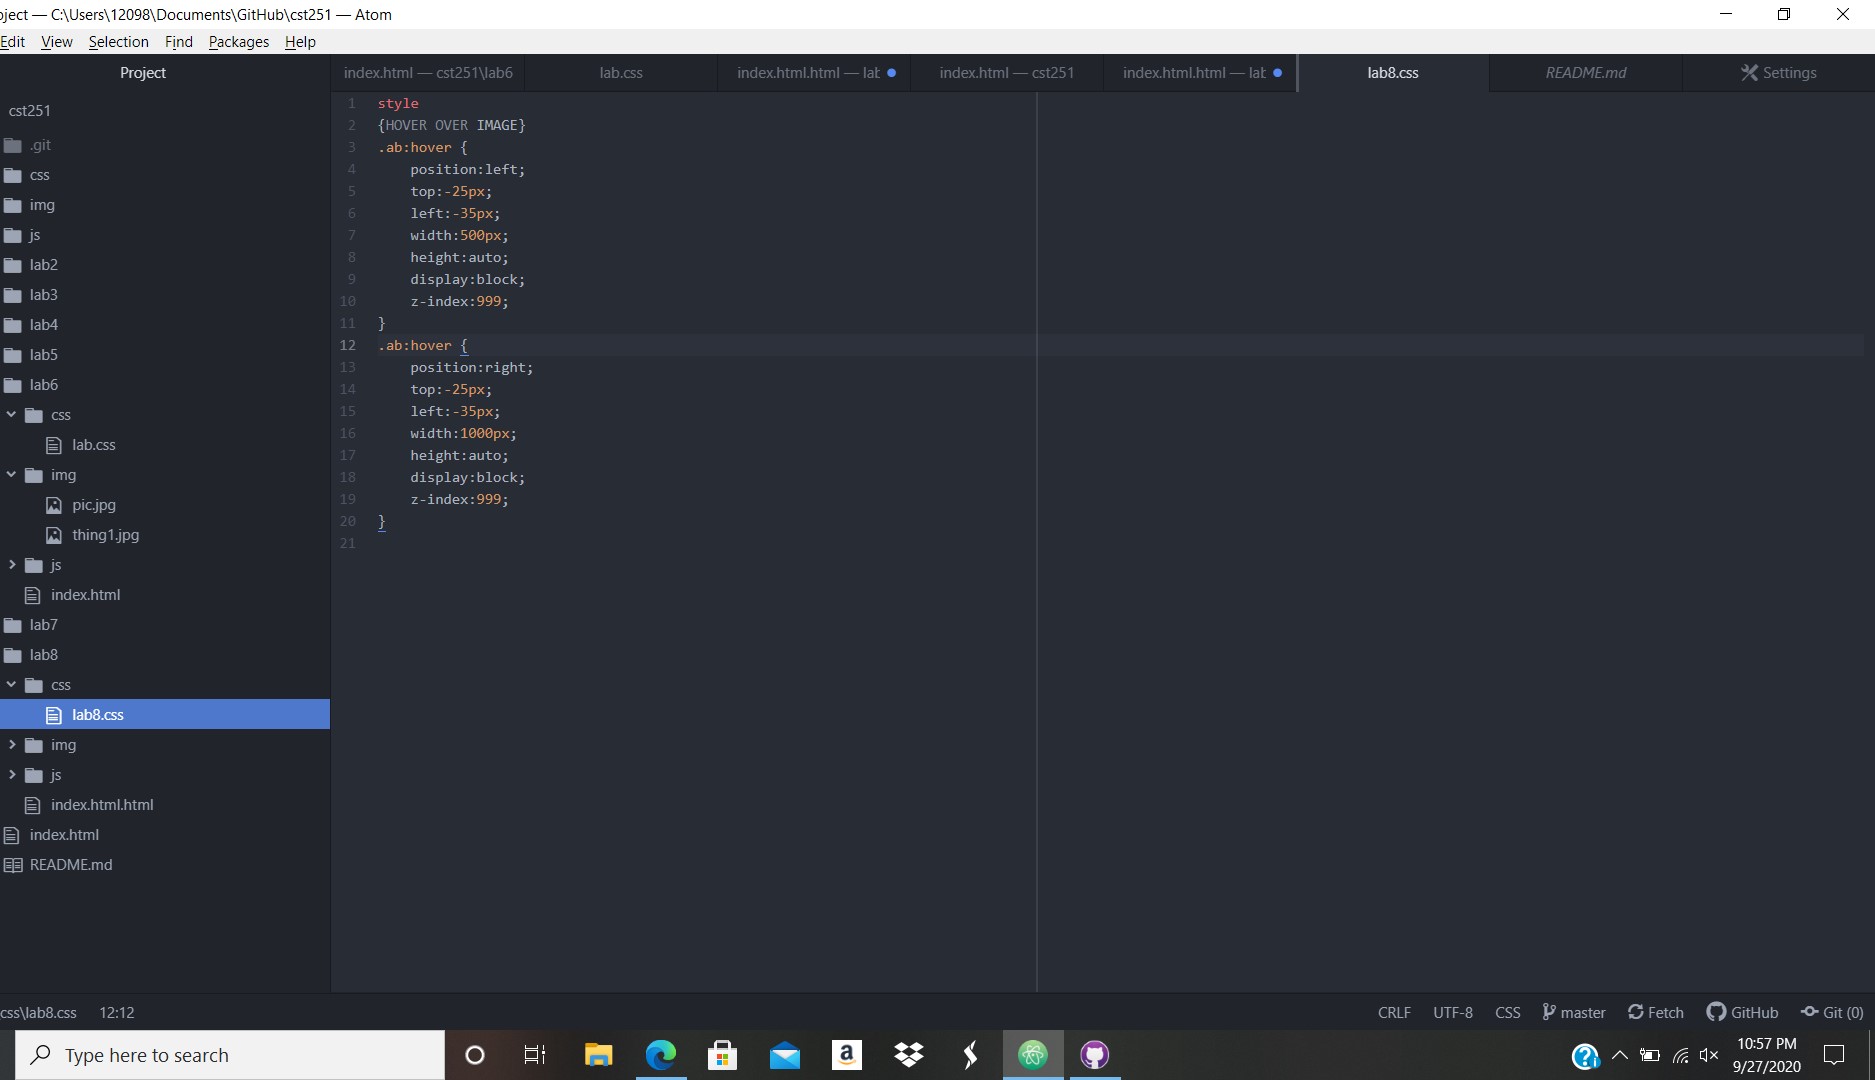 oject — C:\Users\12098\Documents\GitHub\cst251 — Atom
Edit View Selection Find Packages Help
Project
index.html — cst251\lab6
lab.css
index.html.html — lab
index.html — cst251
index.html.html — lab
lab8.css
README.md
Settings
cst251
.git
css
img
js
lab2
lab3
lab4
lab5
lab6
css
lab.css
img
pic.jpg
thing1.jpg
js
index.html
lab7
lab8
css
lab8.css
img
js
index.html.html
index.html
README.md
1 style
2 {HOVER OVER IMAGE}
3 .ab:hover {
4 position:left;
5 top:-25px;
6 left:-35px;
7 width:500px;
8 height:auto;
9 display:block;
10 z-index:999;
11 }
12 .ab:hover {
13 position:right;
14 top:-25px;
15 left:-35px;
16 width:1000px;
17 height:auto;
18 display:block;
19 z-index:999;
20 }
21
css\lab8.css 12:12
CRLF UTF-8 CSS master Fetch GitHub Git (0)
Type here to search
a
10:57 PM
9/27/2020